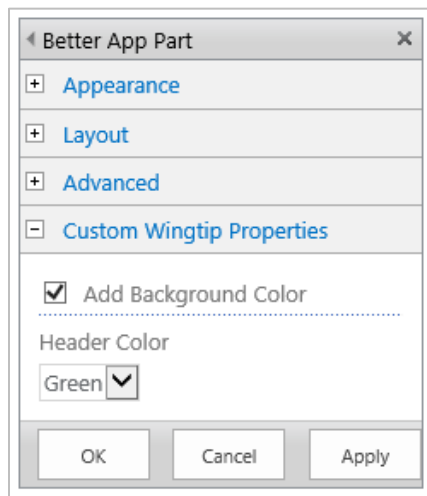 Better App Part
Appearance
Layout
Advanced
Custom Wingtip Properties
Add Background Color
Header Color
Green
OK Cancel Apply